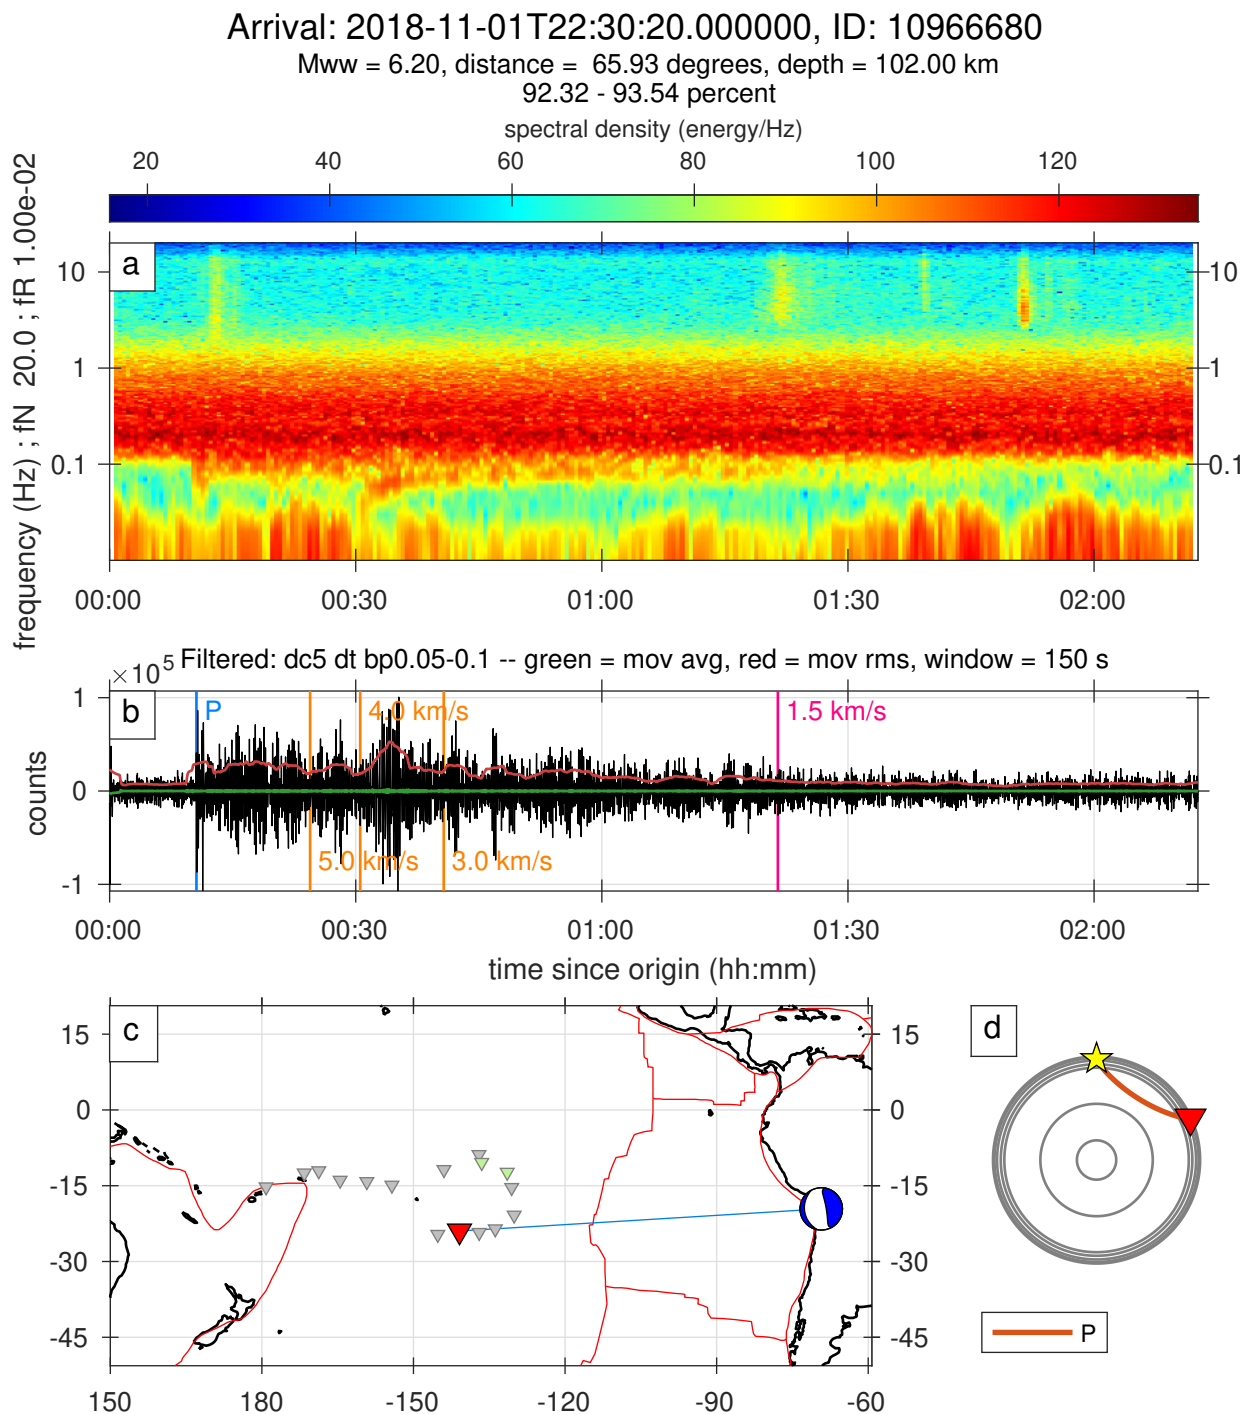 Arrival: 2018-11-01T22:30:20.000000, ID: 10966680
Mww = 6.20, distance =  65.93 degrees, depth = 102.00 km
92.32 - 93.54 percent
spectral density (energy/Hz)
20 40 60 80 100 120
frequency (Hz) ; fN  20.0 ; fR 1.00e-02
a
10 10
1 1
0.1 0.1
00:00 00:30 01:00 01:30 02:00
×10^5 Filtered: dc5 dt bp0.05-0.1 -- green = mov avg, red = mov rms, window = 150 s
b
counts
1
0
-1
P 4.0 km/s 1.5 km/s
5.0 km/s 3.0 km/s
00:00 00:30 01:00 01:30 02:00
time since origin (hh:mm)
c
15 15
0 0
-15 -15
-30 -30
-45 -45
150 180 -150 -120 -90 -60
d
P